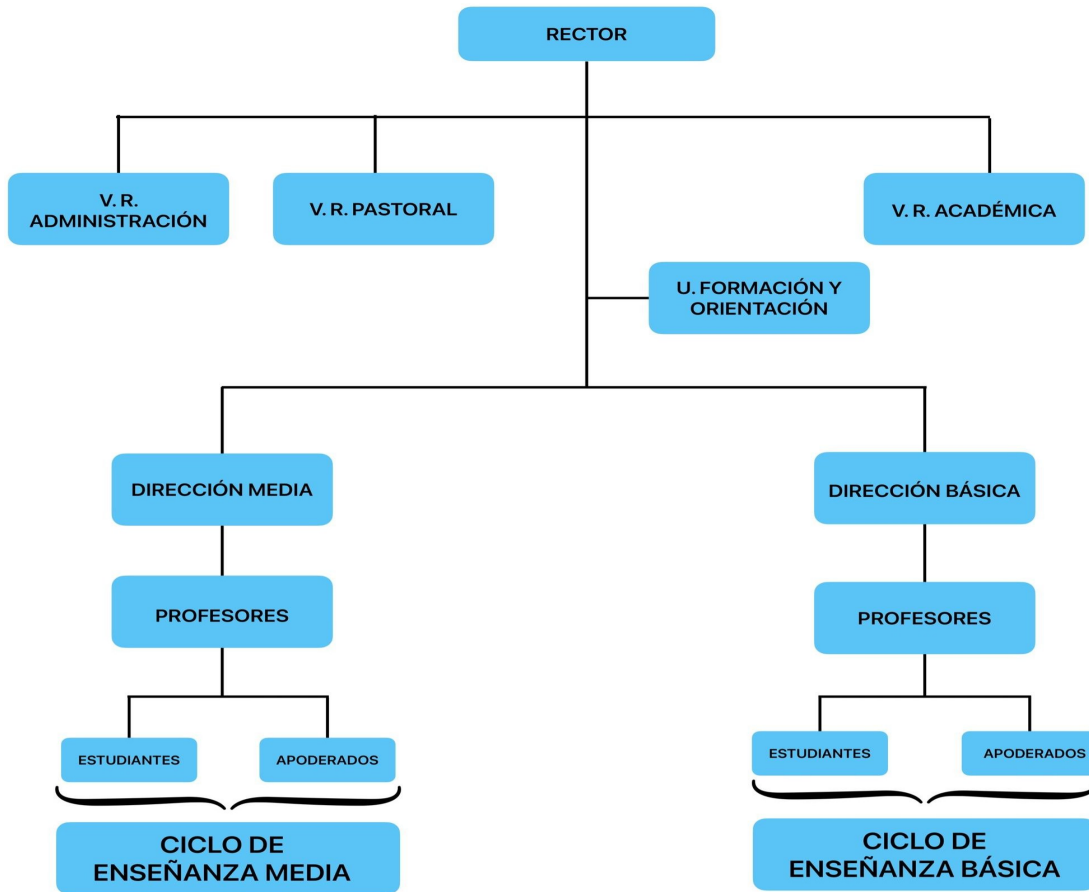 RECTOR
V. R.
ADMINISTRACIÓN
V. R. PASTORAL
V. R. ACADÉMICA
U. FORMACIÓN Y
ORIENTACIÓN
DIRECCIÓN MEDIA
DIRECCIÓN BÁSICA
PROFESORES
PROFESORES
ESTUDIANTES
APODERADOS
ESTUDIANTES
APODERADOS
CICLO DE
ENSEÑANZA MEDIA
CICLO DE
ENSEÑANZA BÁSICA